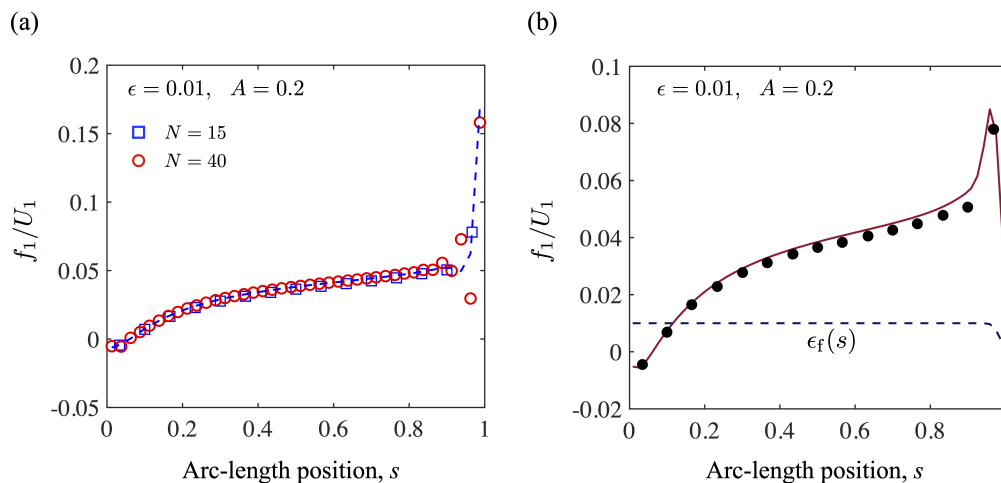 (a)
ϵ = 0.01, A = 0.2
N = 15
N = 40
f₁/U₁
0.2
0.15
0.1
0.05
0
-0.05
0 0.2 0.4 0.6 0.8 1
Arc-length position, s
(b)
ϵ = 0.01, A = 0.2
ϵf(s)
f₁/U₁
0.1
0.08
0.06
0.04
0.02
0
-0.02
0 0.2 0.4 0.6 0.8
Arc-length position, s